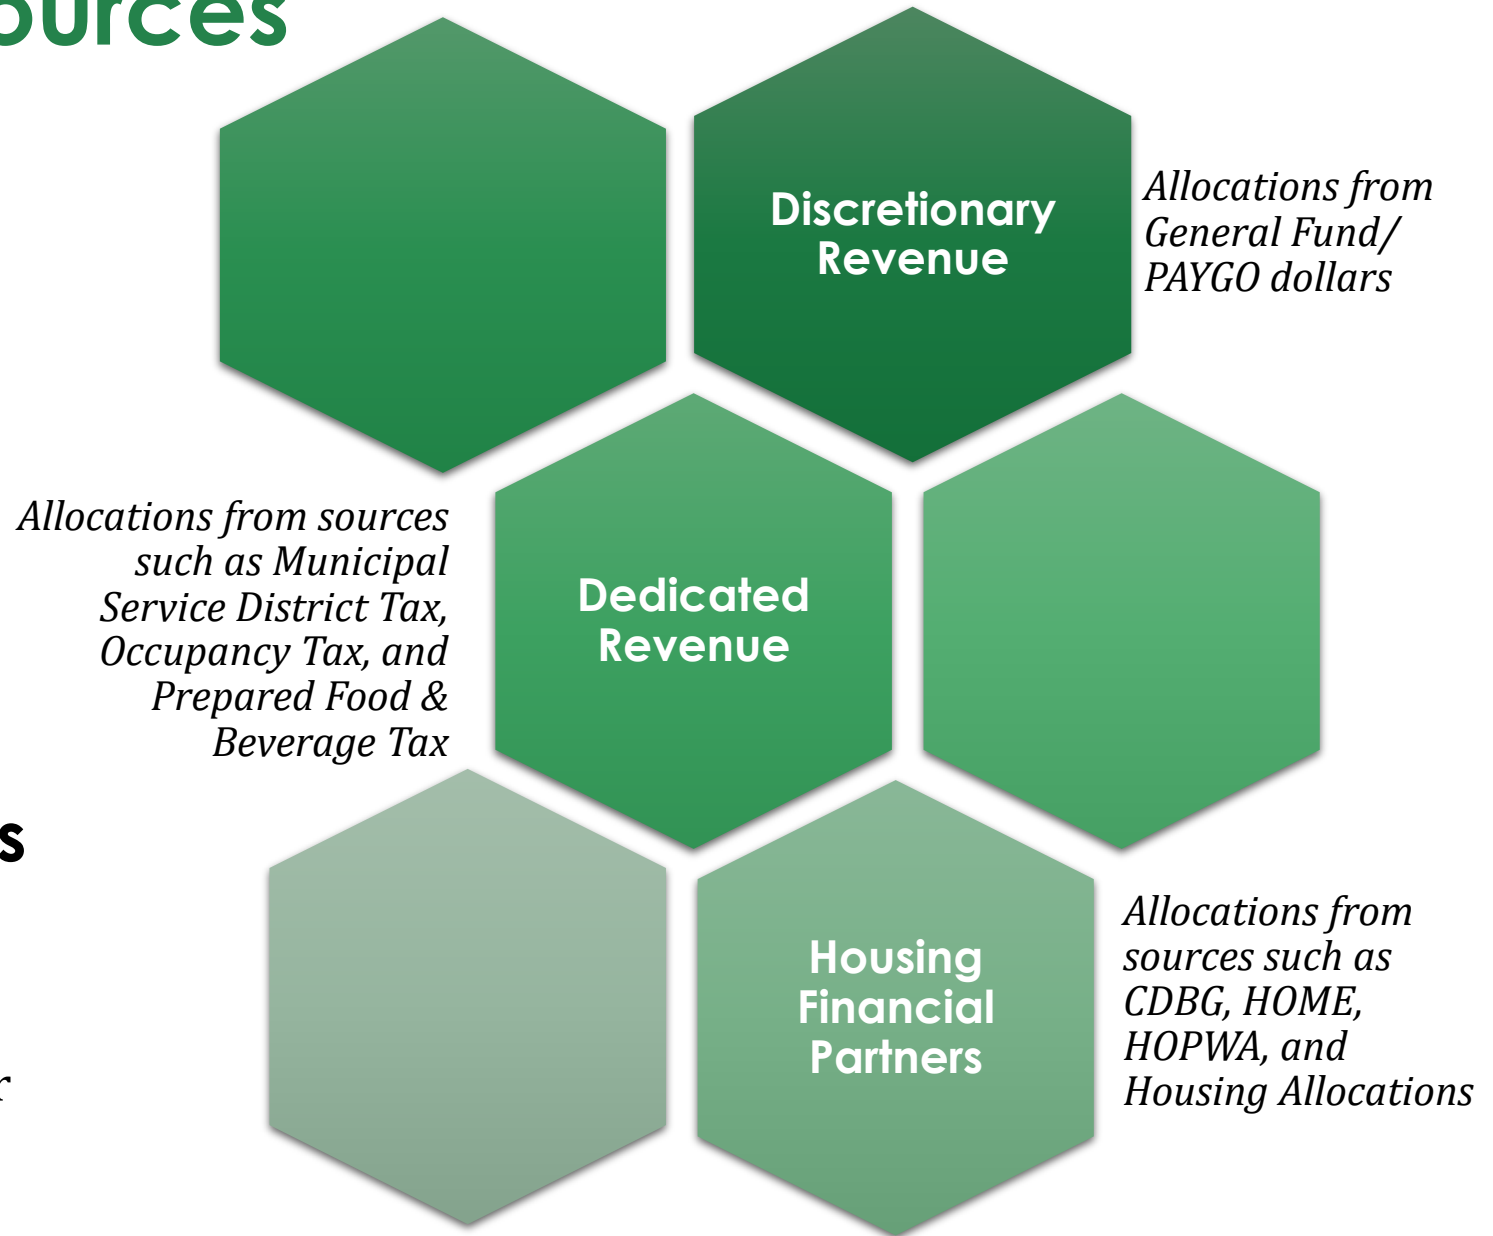 ources
Discretionary
Revenue
Allocations from
General Fund/
PAYGO dollars
Allocations from sources
such as Municipal
Service District Tax,
Occupancy Tax, and
Prepared Food &
Beverage Tax
Dedicated
Revenue
s
r
Housing
Financial
Partners
Allocations from
sources such as
CDBG, HOME,
HOPWA, and
Housing Allocations